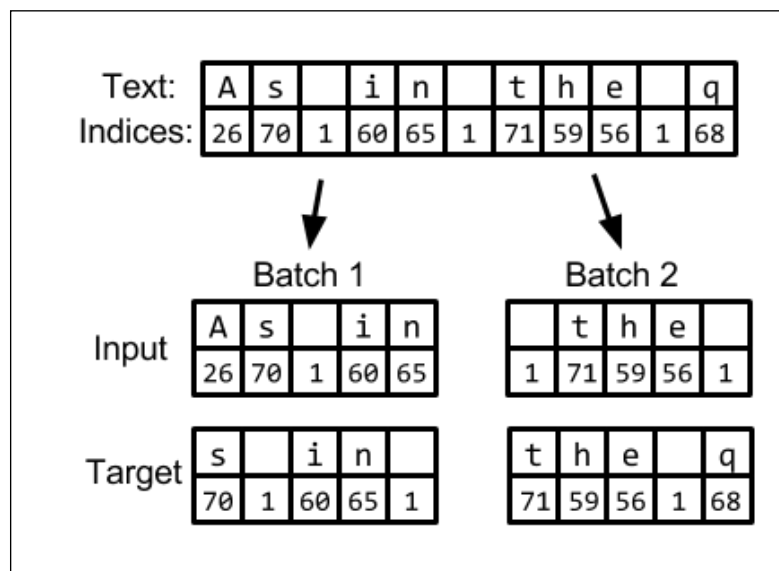 Text: A s   i n   t h e   q
Indices: 26 70 1 60 65 1 71 59 56 1 68
Batch 1 Batch 2
Input A s   i n   t h e
26 70 1 60 65 1 71 59 56 1
Target s   i n   t h e   q
70 1 60 65 1 71 59 56 1 68